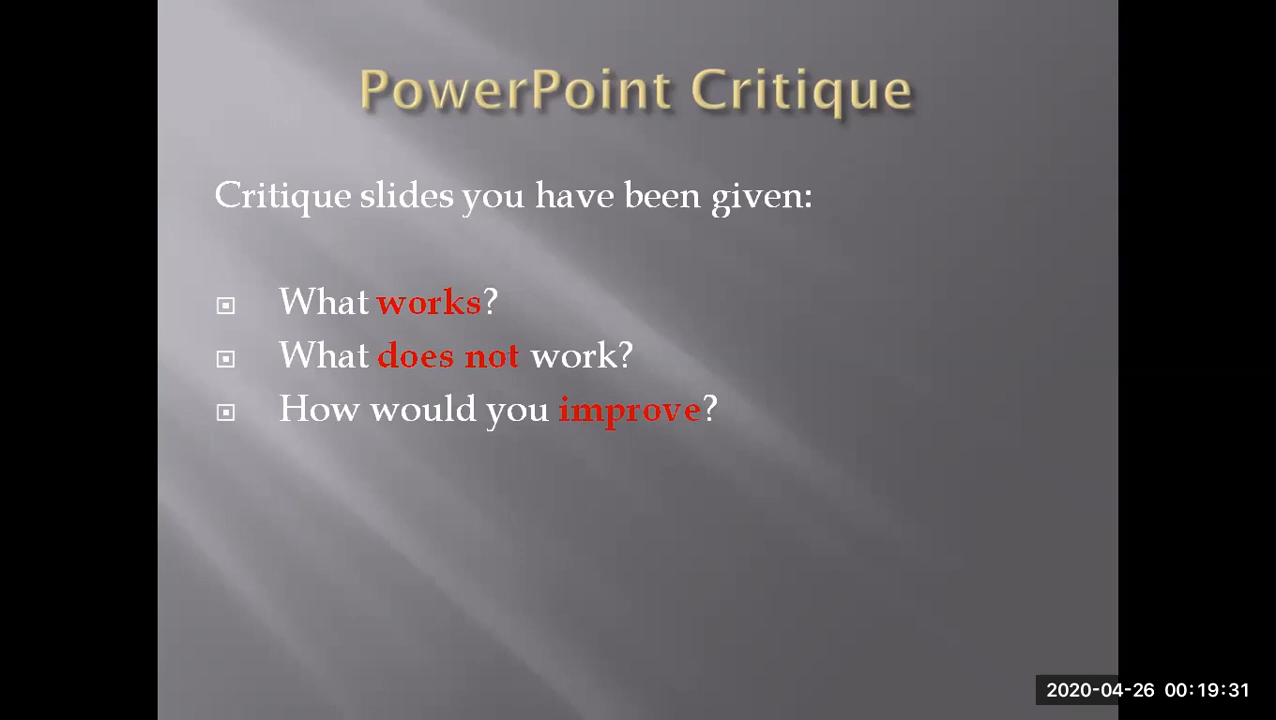 PowerPoint Critique
Critique slides you have been given:
What works?
What does not work?
How would you improve?
2020-04-26 00:19:31